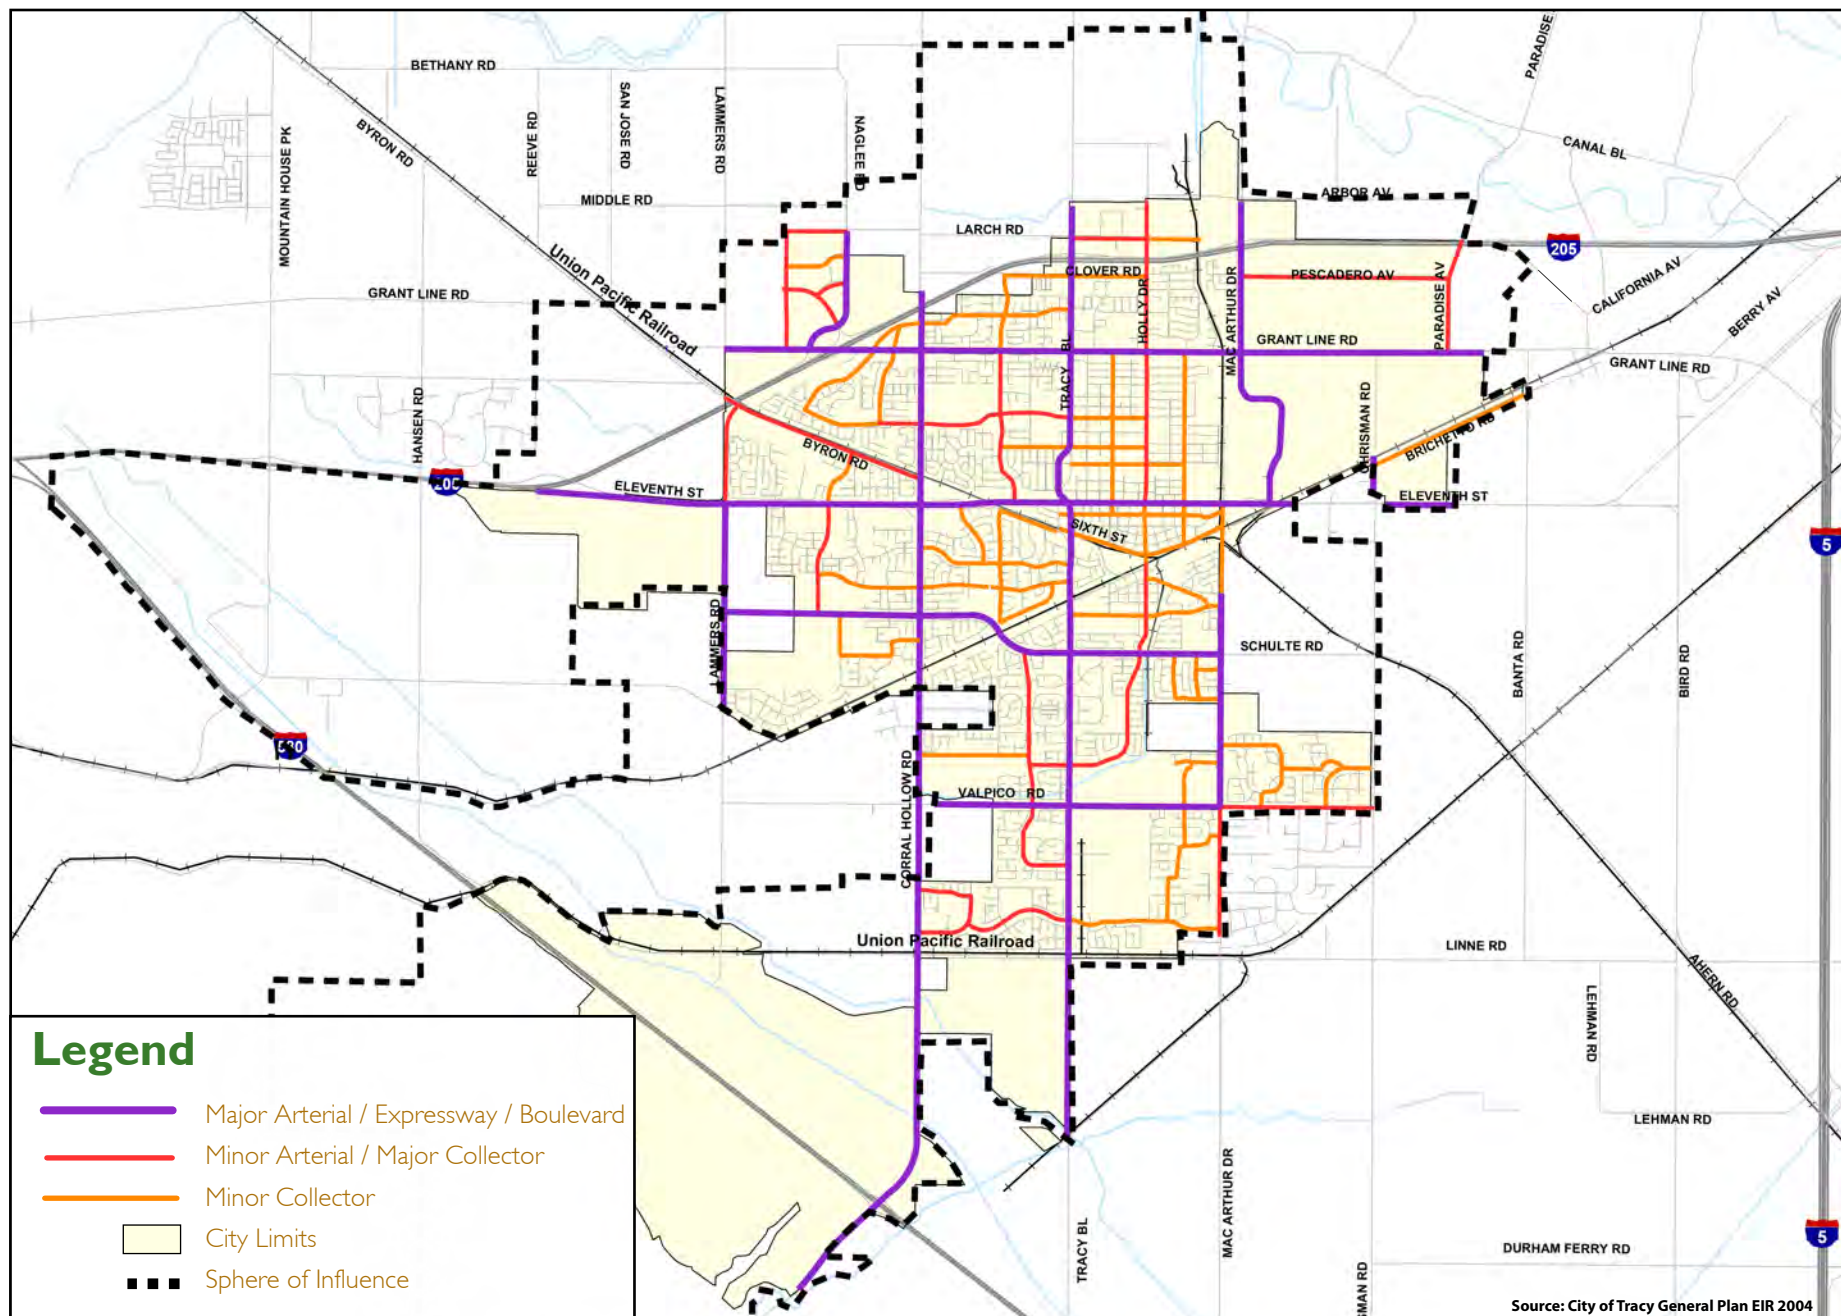 BETHANY RD
PARADISE
MOUNTAIN HOUSE PK
BYRON RD
REEVE RD
SAN JOSE RD
LAMMERS RD
NAGLEE RD
CANAL BL
MIDDLE RD
ARBOR AV
LARCH RD
Union Pacific Railroad
205
CLOVER RD
PESCADERO AV
PARADISE AV
CALIFORNIA AV
BERRY AV
GRANT LINE RD
HOLLY DR
MAC ARTHUR DR
GRANT LINE RD
TRACY BL
GRANT LINE RD
HANSEN RD
CHRISMAN RD
BYRON RD
BRICHETTO RD
205
ELEVENTH ST
ELEVENTH ST
SIXTH ST
5
LAMMERS RD
SCHULTE RD
BANTA RD
BIRD RD
580
CORRAL HOLLOW RD
VALPICO RD
Union Pacific Railroad
LINNE RD
AHERN RD
LEHMAN RD
LEHMAN RD
MAC ARTHUR DR
TRACY BL
5
DURHAM FERRY RD
SMAN RD
Legend
Major Arterial / Expressway / Boulevard
Minor Arterial / Major Collector
Minor Collector
City Limits
Sphere of Influence
Source: City of Tracy General Plan EIR 2004